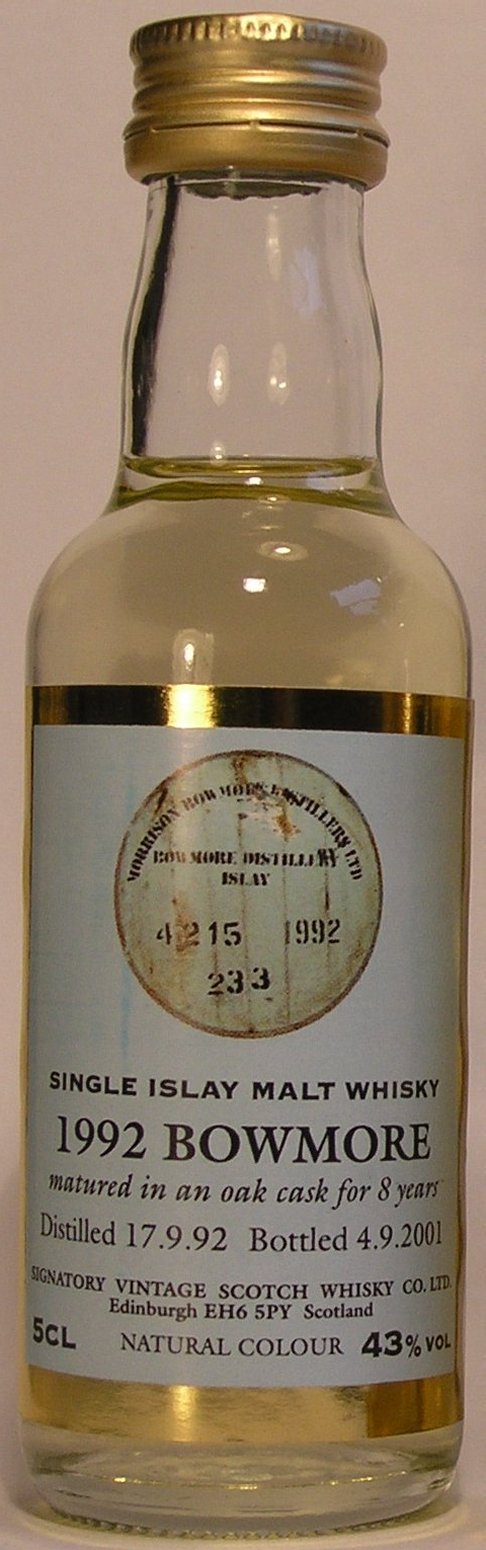 MORRISON BOWMORE DISTILLERS LTD
BOWMORE DISTILLERY
ISLAY
4215 1992
233
SINGLE ISLAY MALT WHISKY
1992 BOWMORE
matured in an oak cask for 8 years
Distilled 17.9.92 Bottled 4.9.2001
SIGNATORY VINTAGE SCOTCH WHISKY CO. LTD.
Edinburgh EH6 5PY Scotland
5CL NATURAL COLOUR 43% VOL